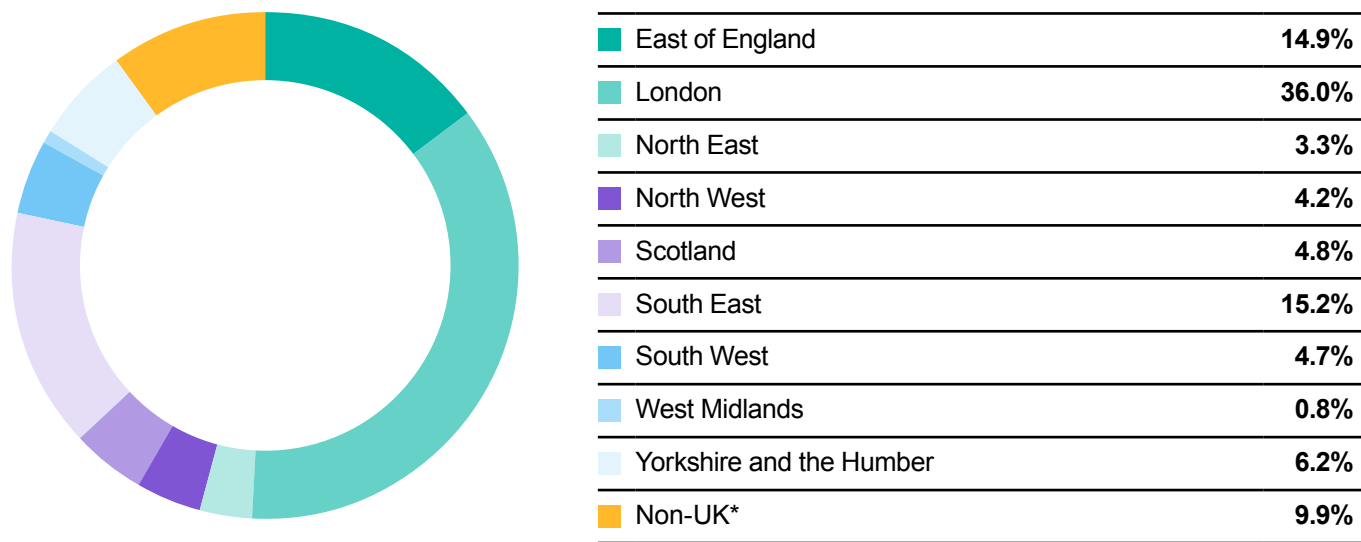 East of England 14.9%
London 36.0%
North East 3.3%
North West 4.2%
Scotland 4.8%
South East 15.2%
South West 4.7%
West Midlands 0.8%
Yorkshire and the Humber 6.2%
Non-UK* 9.9%